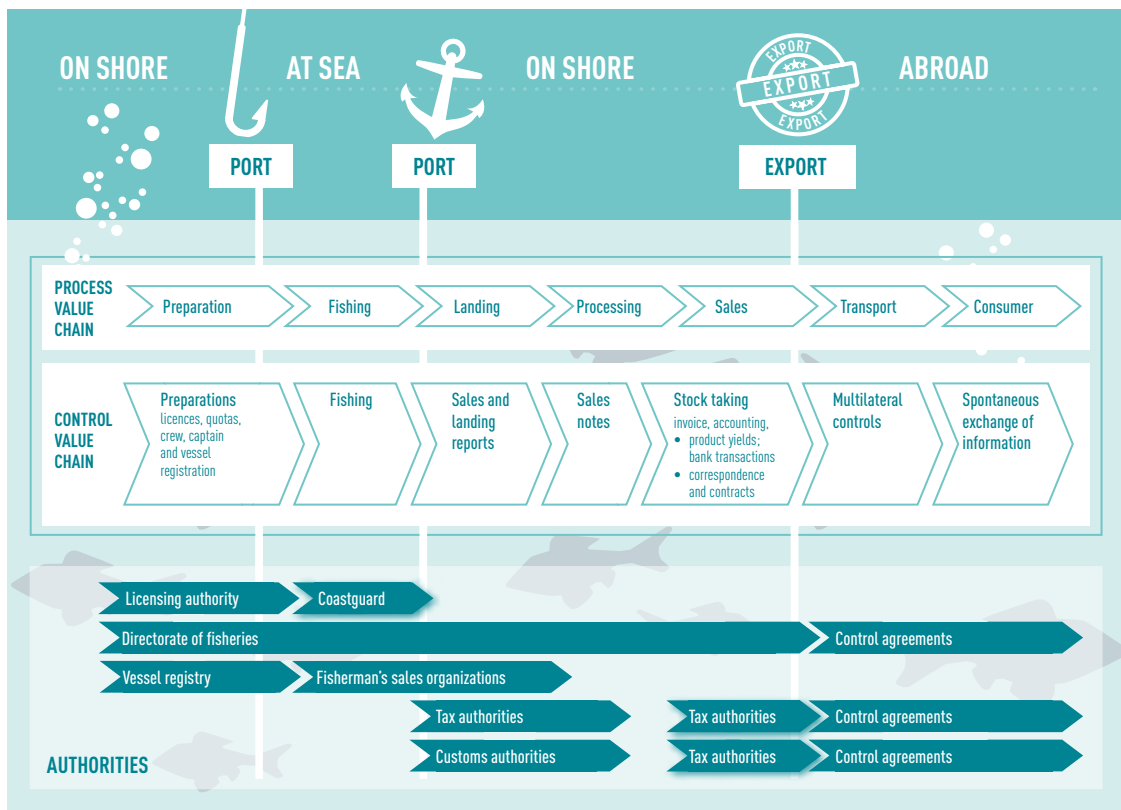 ON SHORE
AT SEA
ON SHORE
EXPORT
EXPORT
EXPORT
ABROAD
PORT
PORT
EXPORT
PROCESS
VALUE
CHAIN
Preparation
Fishing
Landing
Processing
Sales
Transport
Consumer
CONTROL
VALUE
CHAIN
Preparations
licences, quotas,
crew, captain
and vessel
registration
Fishing
Sales and
landing
reports
Sales
notes
Stock taking
invoice, accounting,
• product yields;
bank transactions
• correspondence
and contracts
Multilateral
controls
Spontaneous
exchange of
information
Licensing authority
Coastguard
Directorate of fisheries
Control agreements
Vessel registry
Fisherman's sales organizations
Tax authorities
Tax authorities
Control agreements
Customs authorities
Tax authorities
Control agreements
AUTHORITIES